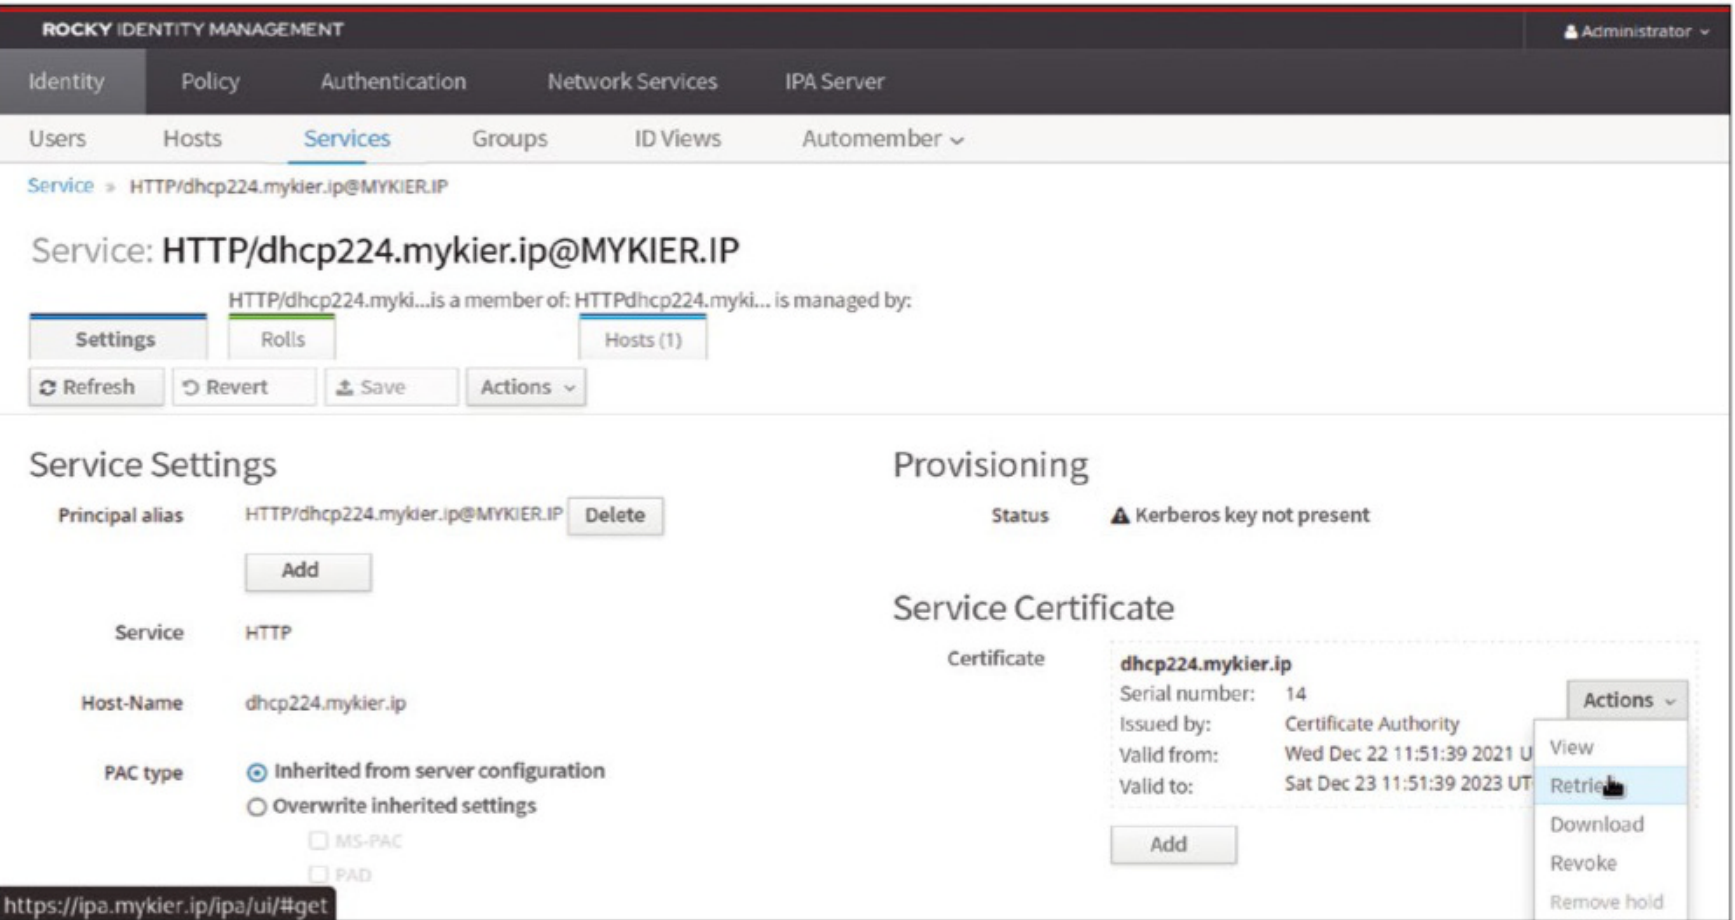 ROCKY IDENTITY MANAGEMENT
Administrator
Identity Policy Authentication Network Services IPA Server
Users Hosts Services Groups ID Views Automember
Service » HTTP/dhcp224.mykier.ip@MYKIER.IP
Service: HTTP/dhcp224.mykier.ip@MYKIER.IP
HTTP/dhcp224.myki...is a member of: HTTPdhcp224.myki... is managed by:
Settings Rolls Hosts (1)
Refresh Revert Save Actions
Service Settings
Principal alias HTTP/dhcp224.mykier.ip@MYKIER.IP Delete
Add
Service HTTP
Host-Name dhcp224.mykier.ip
PAC type Inherited from server configuration
Overwrite inherited settings
MS-PAC
PAD
Provisioning
Status Kerberos key not present
Service Certificate
Certificate dhcp224.mykier.ip
Serial number: 14
Issued by: Certificate Authority
Valid from: Wed Dec 22 11:51:39 2021 U
Valid to: Sat Dec 23 11:51:39 2023 UT
Add
Actions
View
Retrie
Download
Revoke
Remove hold
https://ipa.mykier.ip/ipa/ui/#get